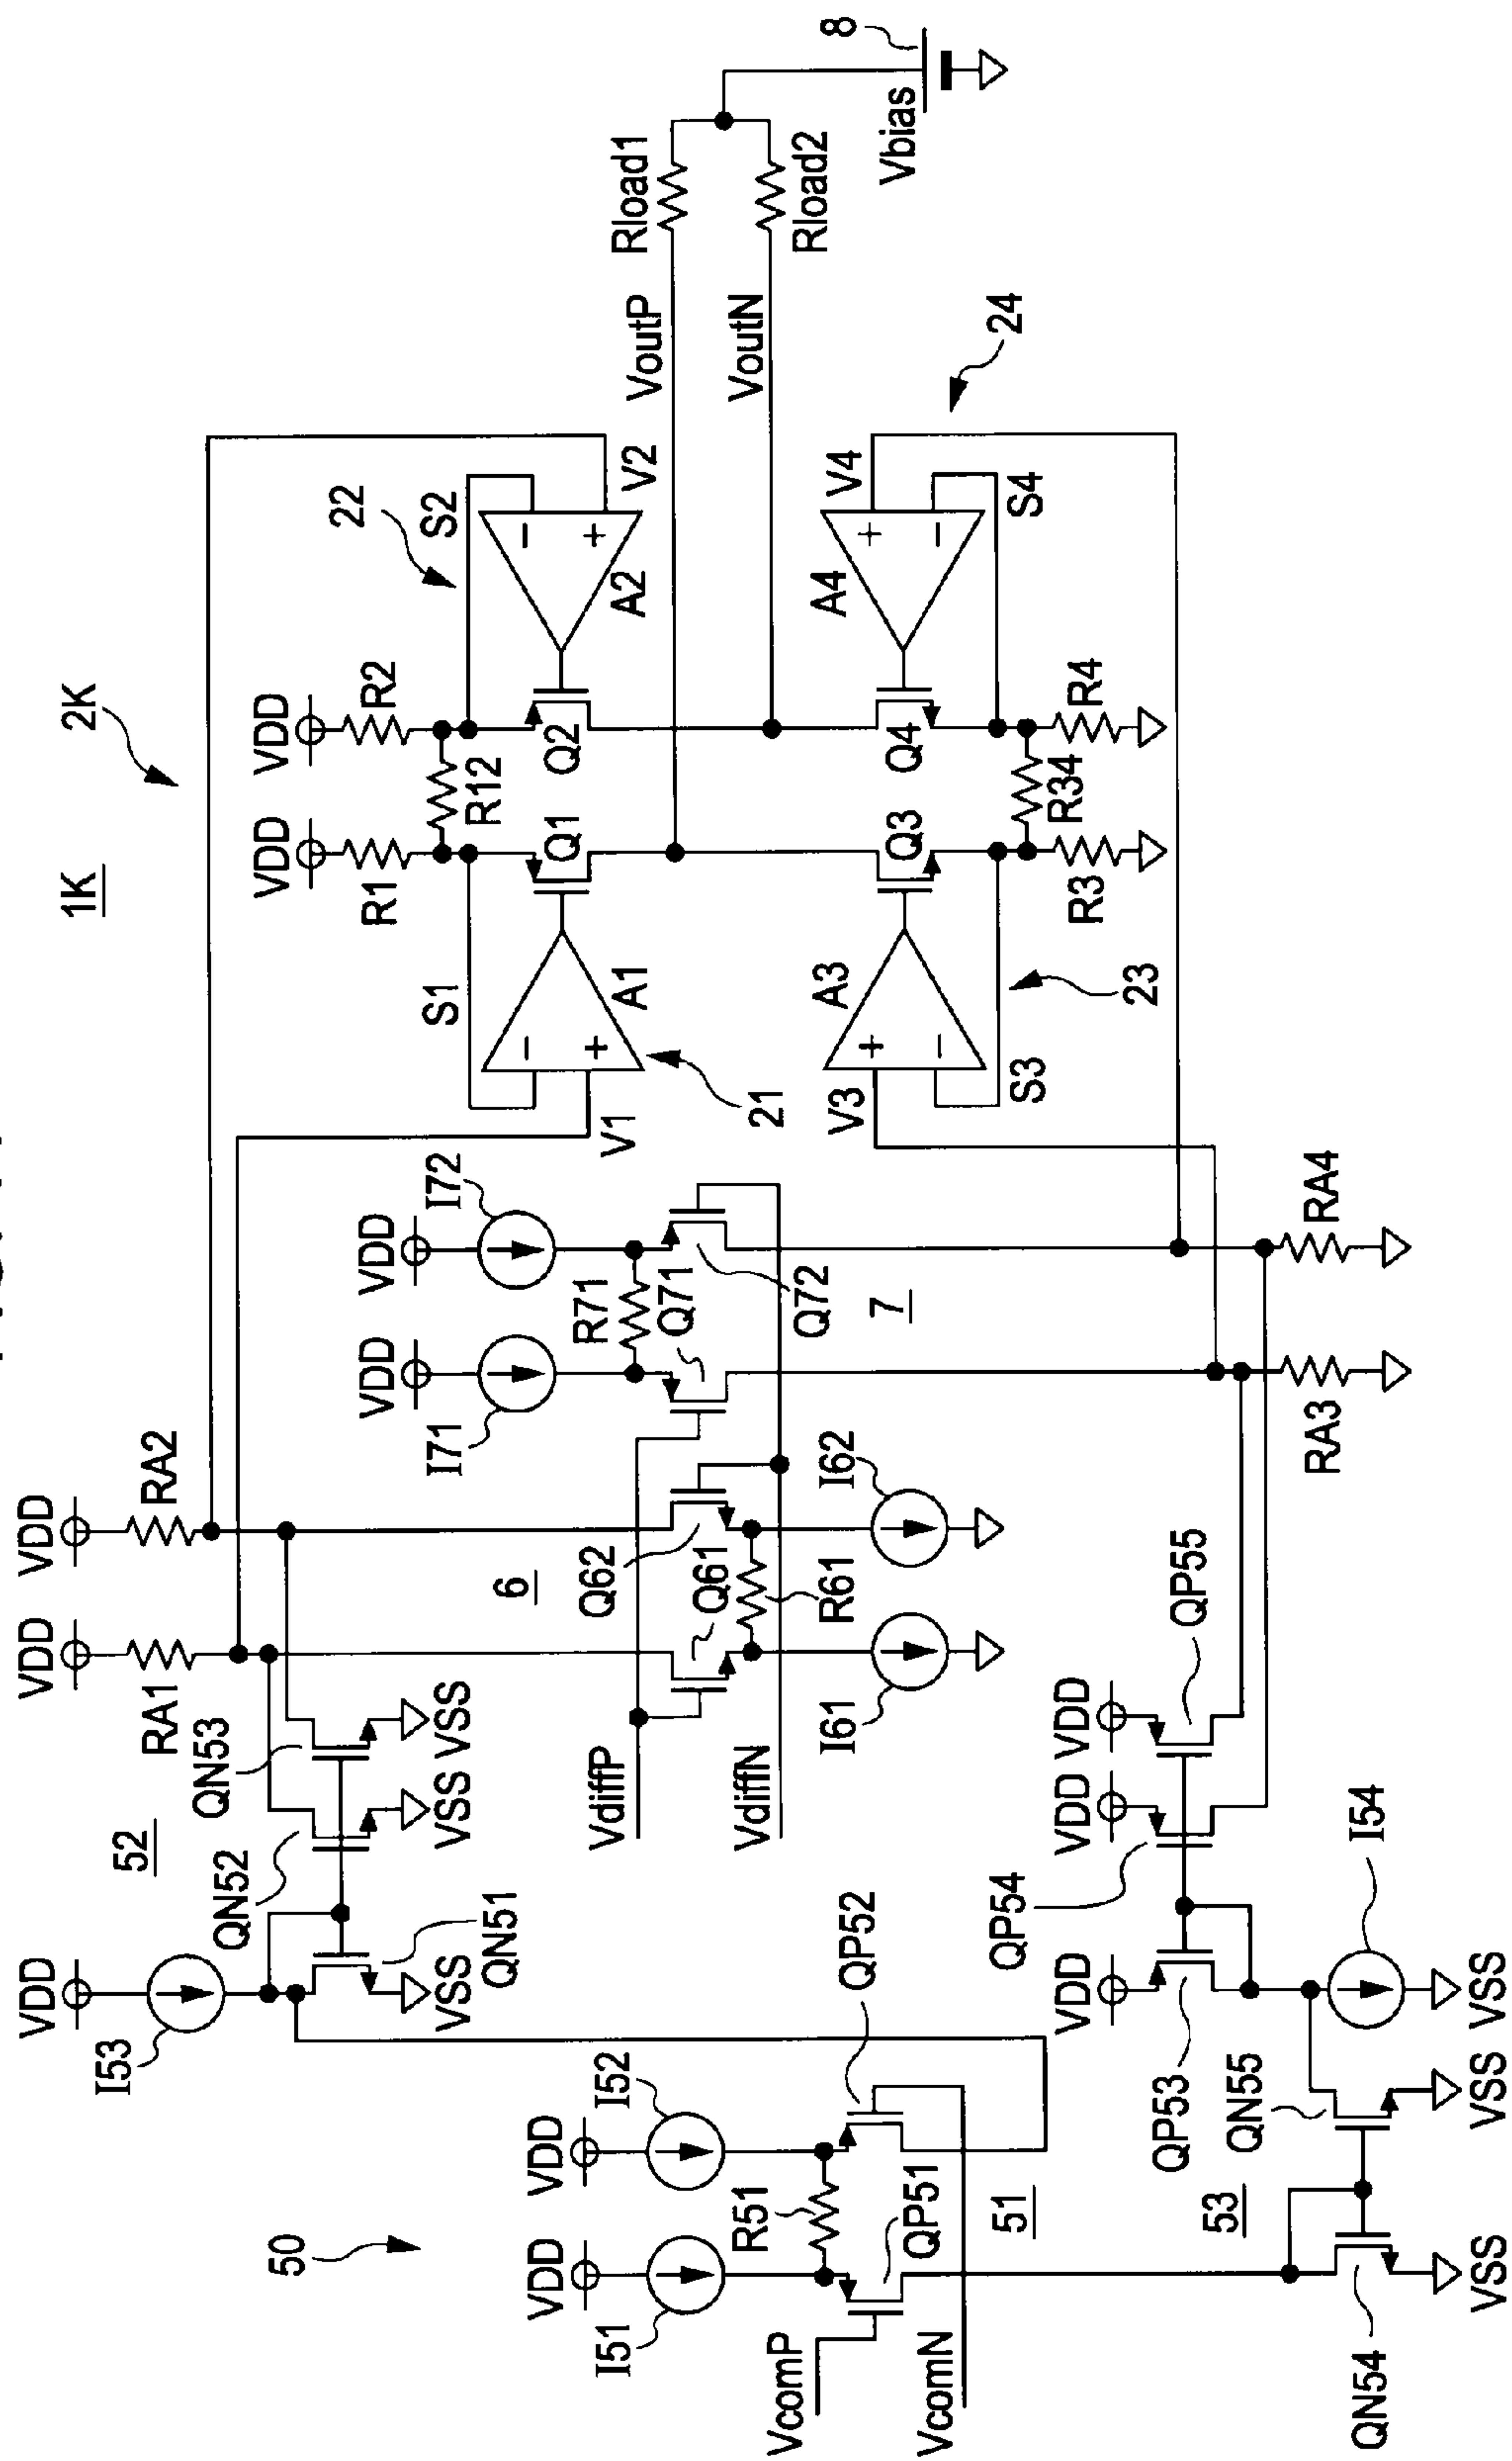 1K
2K
VDD
VDD
R1
R2
R12
S1
S2
22
Q1
Q2
A1
A2
V1
V2
21
VoutP
VoutN
Rload1
Rload2
Vbias
8
A3
A4
V3
V4
Q3
Q4
S3
S4
23
24
R3
R34
R4
VDD
VDD
I71
I72
R71
Q71
Q72
7
RA3
RA4
VDD
VDD
RA1
RA2
6
Q62
Q61
R61
I61
I62
VdiffP
VdiffN
52
QN52
QN53
VSS
VSS
VDD
I53
QN51
VSS
50
VDD
VDD
I51
I52
R51
QP51
QP52
51
VcomP
VcomN
VDD
VDD
VDD
QP53
QP54
QP55
I54
VSS
53
QN54
QN55
VSS
VSS